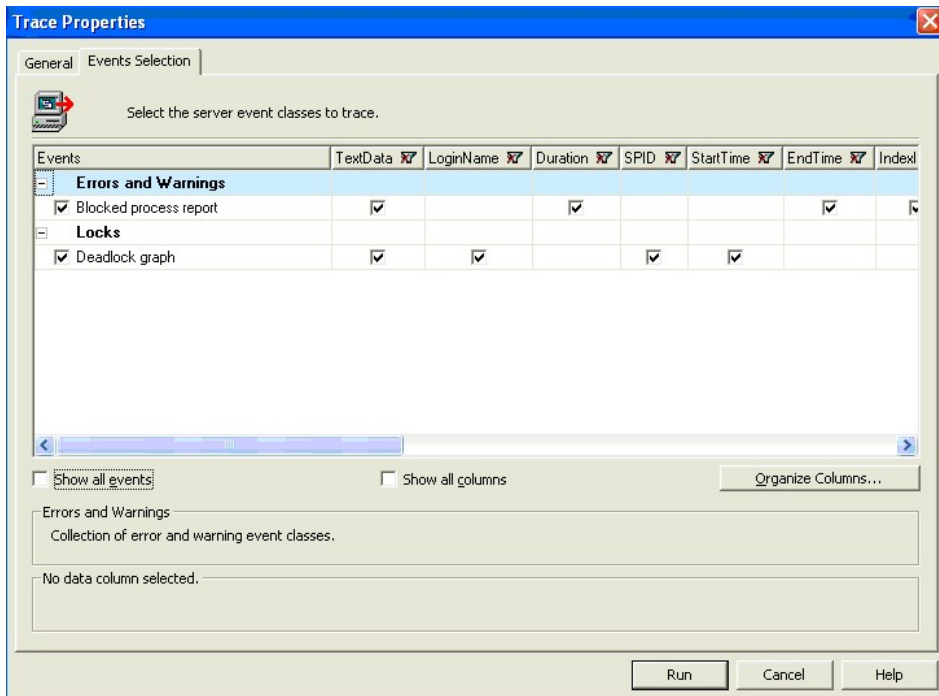 Trace Properties
General Events Selection
Select the server event classes to trace.
Events TextData LoginName Duration SPID StartTime EndTime IndexI
Errors and Warnings
Blocked process report
Locks
Deadlock graph
Show all events Show all columns Organize Columns...
Errors and Warnings
Collection of error and warning event classes.
No data column selected.
Run Cancel Help